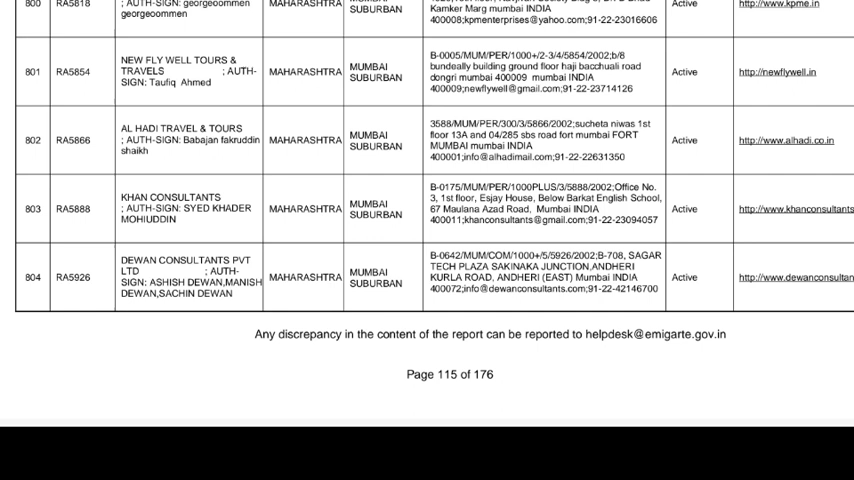 800 RA5818 ; AUTH-SIGN: georgeoommen MAHARASHTRA SUBURBAN Kamker Marg mumbai INDIA Active http://www.kpme.in
georgeoommen
400008;kpmenterprises@yahoo.com;91-22-23016606
801 RA5854 NEW FLY WELL TOURS & TRAVELS ; AUTH-SIGN: Taufiq Ahmed MAHARASHTRA MUMBAI SUBURBAN
B-0005/MUM/PER/1000+/2-3/4/5854/2002;b/8
bundeally building ground floor haji bacchuali road
dongri mumbai 400009 mumbai INDIA
400009;newflywell@gmail.com;91-22-23714126
Active http://newflywell.in
802 RA5866 AL HADI TRAVEL & TOURS
; AUTH-SIGN: Babajan fakruddin
shaikh
MAHARASHTRA MUMBAI SUBURBAN
3588/MUM/PER/300/3/5866/2002;sucheta niwas 1st
floor 13A and 04/285 sbs road fort mumbai FORT
MUMBAI mumbai INDIA
400001;info@alhadimail.com;91-22-22631350
Active http://www.alhadi.co.in
803 RA5888 KHAN CONSULTANTS
; AUTH-SIGN: SYED KHADER
MOHIUDDIN
MAHARASHTRA MUMBAI SUBURBAN
B-0175/MUM/PER/1000PLUS/3/5888/2002;Office No.
3, 1st floor, Esjay House, Below Barkat English School,
67 Maulana Azad Road, Mumbai INDIA
400011;khanconsultants@gmail.com;91-22-23094057
Active http://www.khanconsultants
804 RA5926 DEWAN CONSULTANTS PVT
LTD ; AUTH-
SIGN: ASHISH DEWAN,MANISH
DEWAN,SACHIN DEWAN
MAHARASHTRA MUMBAI SUBURBAN
B-0642/MUM/COM/1000+/5/5926/2002;B-708, SAGAR
TECH PLAZA SAKINAKA JUNCTION,ANDHERI
KURLA ROAD, ANDHERI (EAST) Mumbai INDIA
400072;info@dewanconsultants.com;91-22-42146700
Active http://www.dewanconsultan
Any discrepancy in the content of the report can be reported to helpdesk@emigarte.gov.in
Page 115 of 176